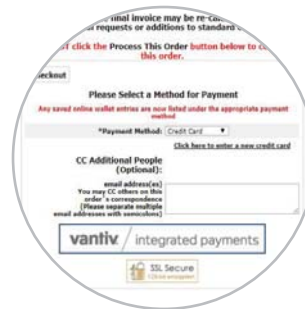 final invoice may be re-
requests or additions to standard
click the Process This Order button below to
this order.
heckout
Please Select a Method for Payment
Any saved online wallet entries are now listed under the appropriate payment
method
*Payment Method: Credit Card
Click here to enter a new credit card
CC Additional People
(Optional):
email address(es)
You may CC others on this
order's correspondence
(Please separate multiple
email addresses with semicolons)
vantiv integrated payments
SSL Secure